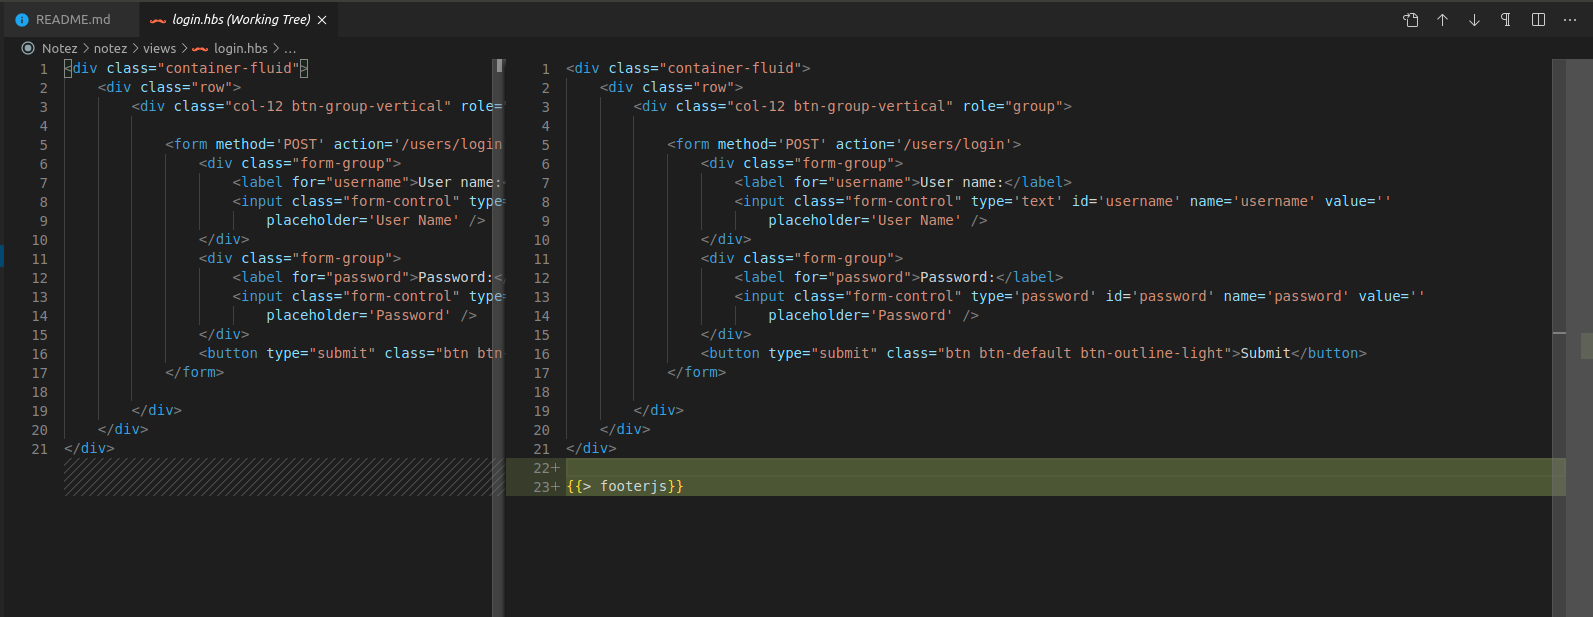 README.md
login.hbs (Working Tree)
Notez > notez > views > login.hbs > ...
1 <div class="container-fluid">
2 <div class="row">
3 <div class="col-12 btn-group-vertical" role=
4
5 <form method='POST' action='/users/login
6 <div class="form-group">
7 <label for="username">User name:
8 <input class="form-control" type=
9 placeholder='User Name' />
10 </div>
11 <div class="form-group">
12 <label for="password">Password:<
13 <input class="form-control" type=
14 placeholder='Password' />
15 </div>
16 <button type="submit" class="btn btn
17 </form>
18
19 </div>
20 </div>
21 </div>
1 <div class="container-fluid">
2 <div class="row">
3 <div class="col-12 btn-group-vertical" role="group">
4
5 <form method='POST' action='/users/login'>
6 <div class="form-group">
7 <label for="username">User name:</label>
8 <input class="form-control" type='text' id='username' name='username' value=''
9 placeholder='User Name' />
10 </div>
11 <div class="form-group">
12 <label for="password">Password:</label>
13 <input class="form-control" type='password' id='password' name='password' value=''
14 placeholder='Password' />
15 </div>
16 <button type="submit" class="btn btn-default btn-outline-light">Submit</button>
17 </form>
18
19 </div>
20 </div>
21 </div>
22+
23+ {{> footerjs}}